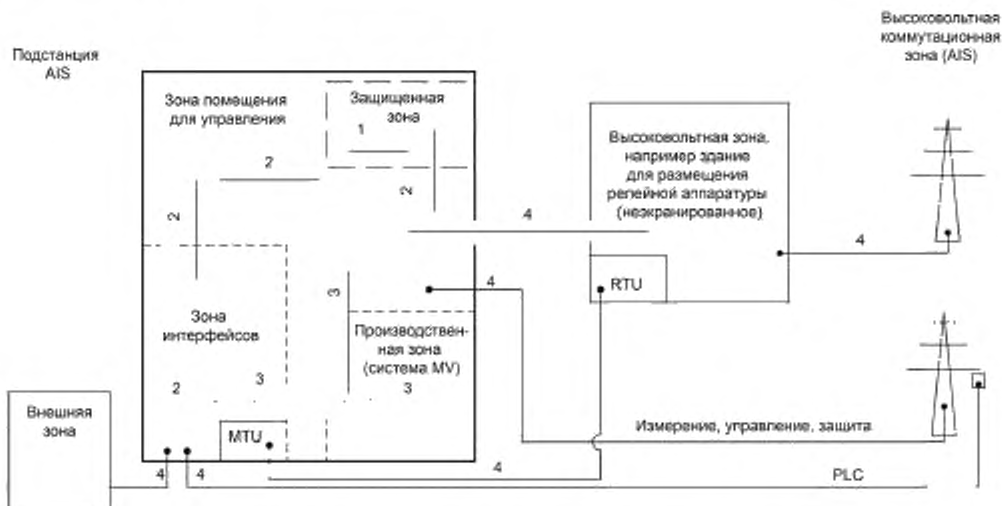 Подстанция
AIS
Высоковольтная
коммутационная
зона (AIS)
Зона помещения
для управления
Защищенная
зона
1
2
2
2
Высоковольтная зона,
например здание
для размещения
релейной аппаратуры
(неэкранированное)
4
4
RTU
4
3
Зона
интерфейсов
Производствен-
ная зона
(система MV)
2
3
3
Внешняя
зона
MTU
Измерение, управление, защита
4
4
4
PLC